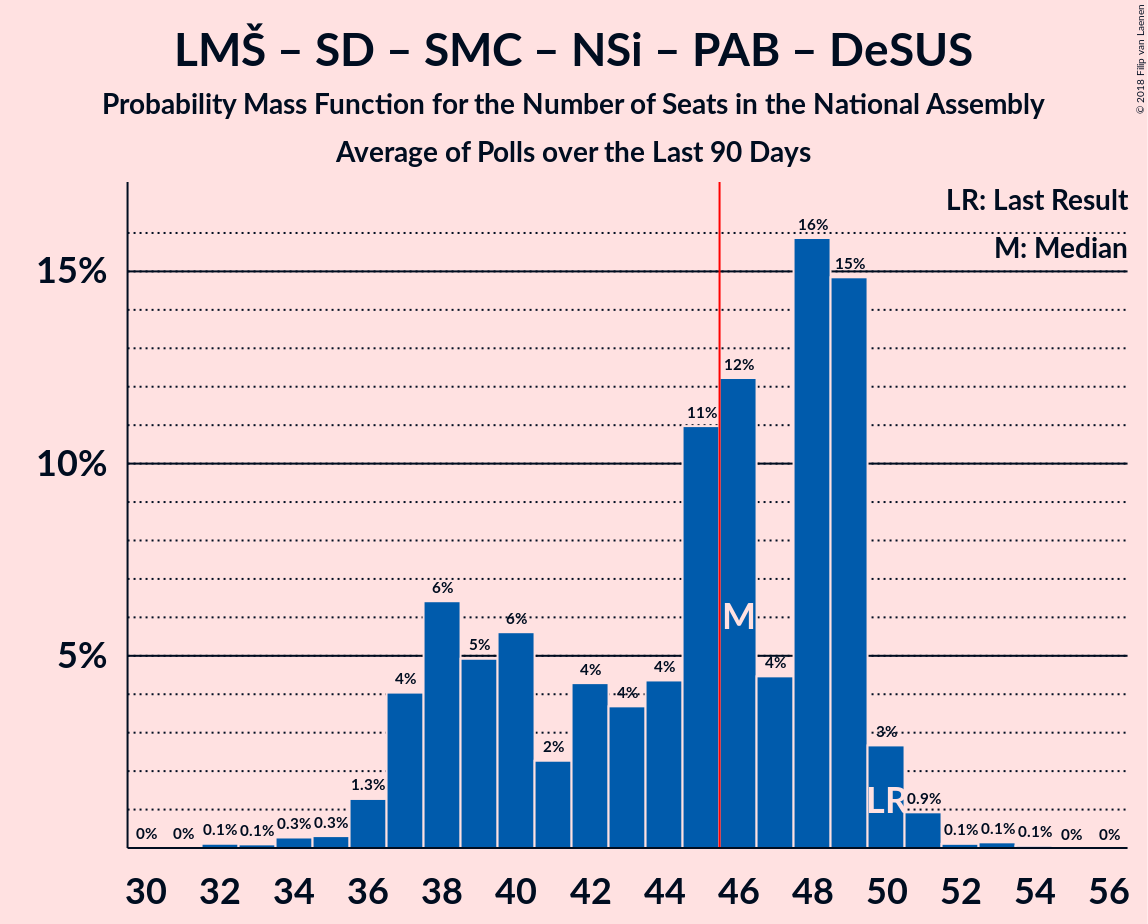 LMŠ – SD – SMC – NSi – PAB – DeSUS
Probability Mass Function for the Number of Seats in the National Assembly
Average of Polls over the Last 90 Days
© 2018 Filip van Laenen
LR: Last Result
M: Median
15%
10%
5%
0% 0% 0.1% 0.1% 0.3% 0.3% 1.3% 4% 6% 5% 6% 2% 4% 4% 4% 11% 12% 4% 16% 15% 3% 0.9% 0.1% 0.1% 0.1% 0% 0%
M
LR
30 32 34 36 38 40 42 44 46 48 50 52 54 56